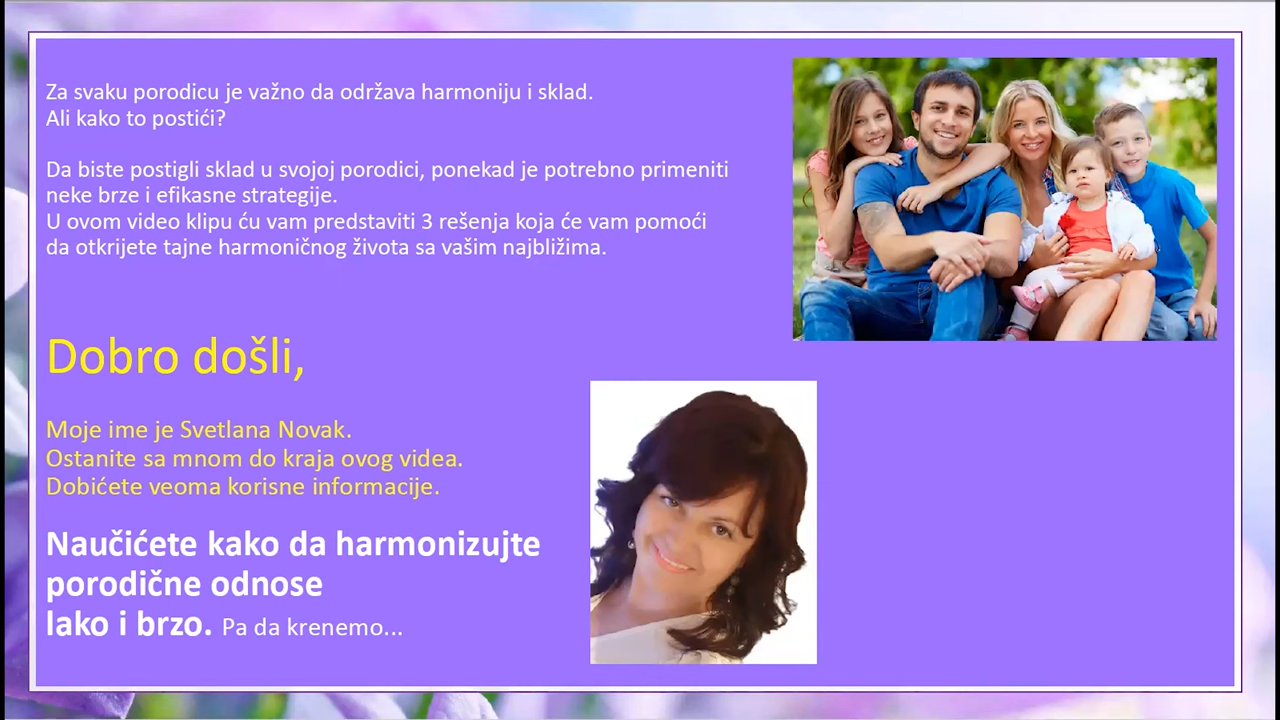 Za svaku porodicu je važno da održava harmoniju i sklad.
Ali kako to postići?
Da biste postigli sklad u svojoj porodici, ponekad je potrebno primeniti
neke brze i efikasne strategije.
U ovom video klipu ću vam predstaviti 3 rešenja koja će vam pomoći
da otkrijete tajne harmoničnog života sa vašim najbližima.
Dobro došli,
Moje ime je Svetlana Novak.
Ostanite sa mnom do kraja ovog videa.
Dobićete veoma korisne informacije.
Naučićete kako da harmonizujte
porodične odnose
lako i brzo. Pa da krenemo...